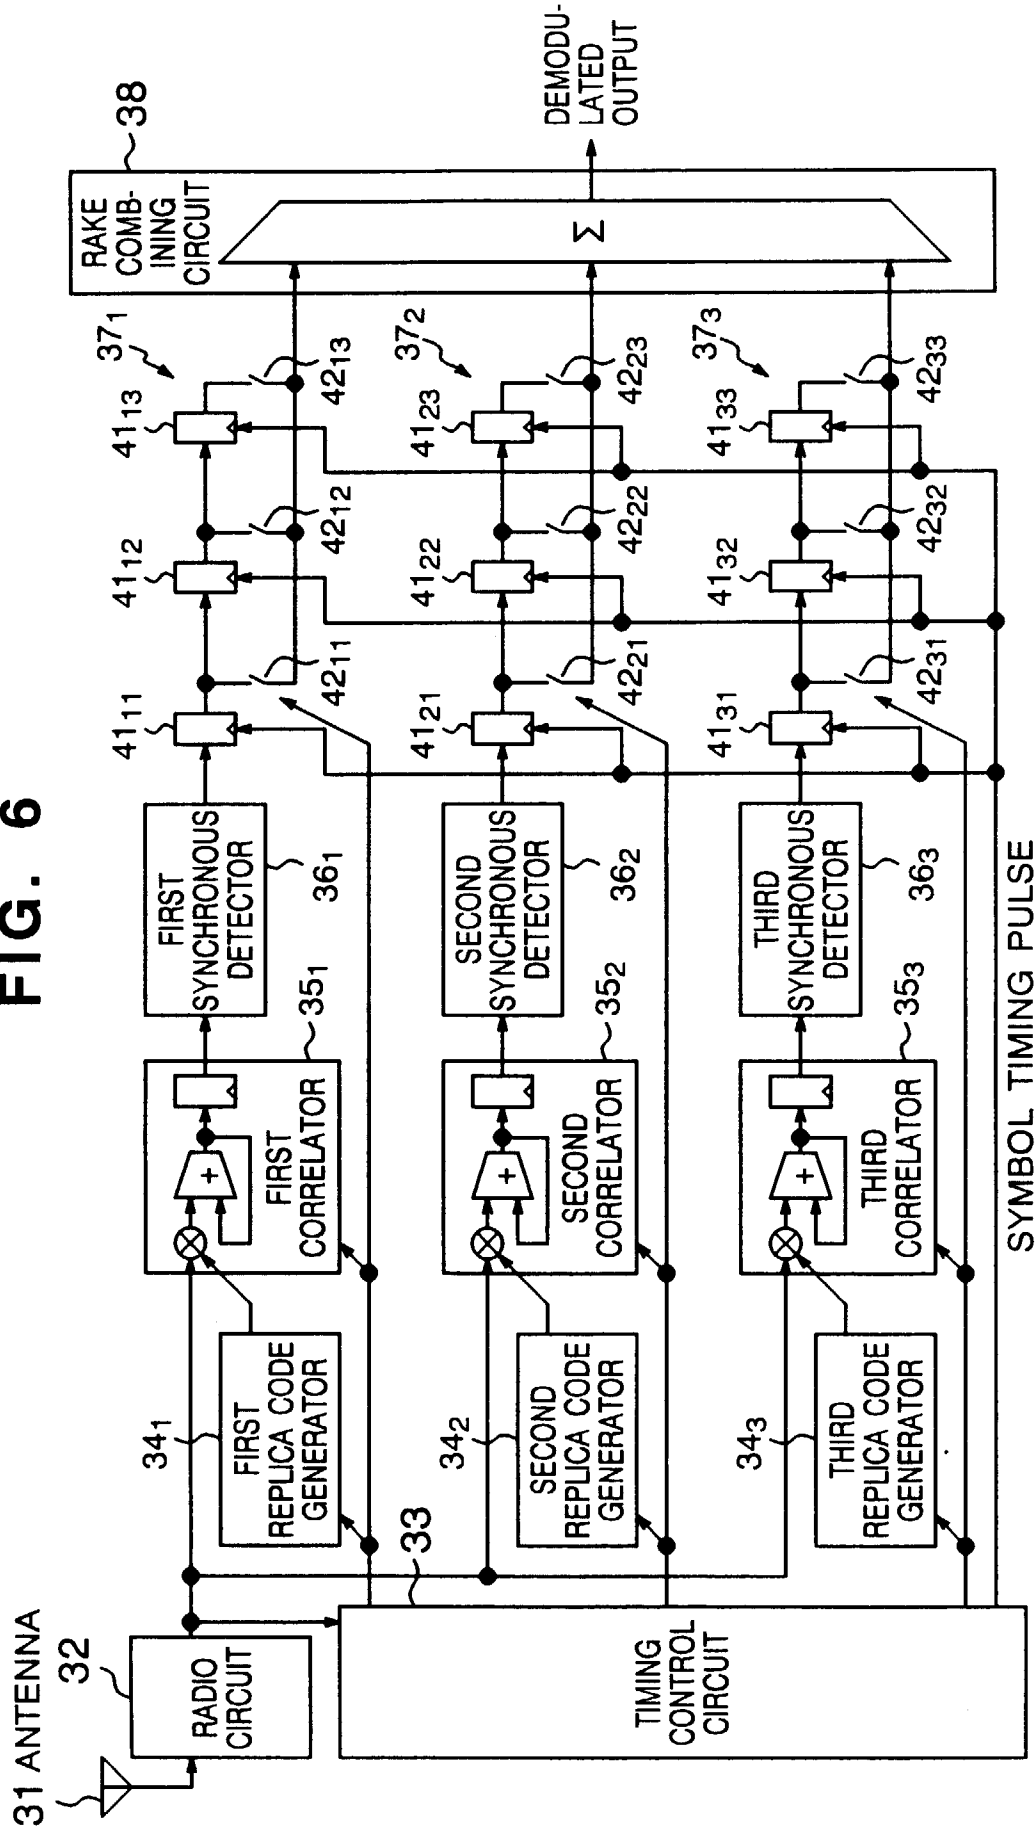 FIG. 6
31 ANTENNA
32
RADIO
CIRCUIT
33
TIMING
CONTROL
CIRCUIT
341
FIRST
REPLICA CODE
GENERATOR
351
FIRST
CORRELATOR
+
FIRST
SYNCHRONOUS
DETECTOR
361
4111
4112
4113
371
4211
4212
4213
342
SECOND
REPLICA CODE
GENERATOR
352
SECOND
CORRELATOR
+
SECOND
SYNCHRONOUS
DETECTOR
362
4121
4122
4123
372
4221
4222
4223
343
THIRD
REPLICA CODE
GENERATOR
353
THIRD
CORRELATOR
+
THIRD
SYNCHRONOUS
DETECTOR
363
4131
4132
4133
373
4231
4232
4233
RAKE
COMB-
INING
CIRCUIT
38
Σ
DEMODU-
LATED
OUTPUT
SYMBOL TIMING PULSE